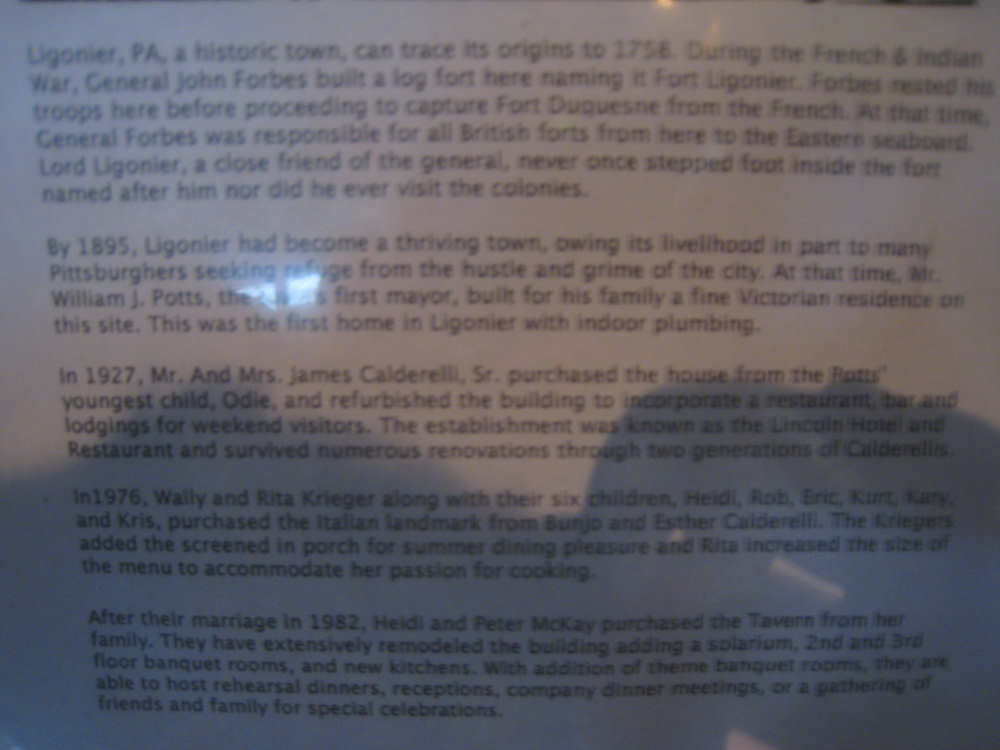 Ligonier, PA, a historic town, can trace its origins to 1758. During the French & Indian
War, General John Forbes built a log fort here naming it Fort Ligonier. Forbes rested his
troops here before proceeding to capture Fort Duquesne from the French. At that time,
General Forbes was responsible for all British forts from here to the Eastern seaboard.
Lord Ligonier, a close friend of the general, never once stepped foot inside the fort
named after him nor did he ever visit the colonies.
By 1895, Ligonier had become a thriving town, owing its livelihood in part to many
Pittsburghers seeking refuge from the hustle and grime of the city. At that time, Mr.
William J. Potts, the first mayor, built for his family a fine Victorian residence on
this site. This was the first home in Ligonier with indoor plumbing.
In 1927, Mr. And Mrs. James Calderelli, Sr. purchased the house from the Potts'
youngest child, Odie, and refurbished the building to incorporate a restaurant, bar and
lodgings for weekend visitors. The establishment was known as the Lincoln Hotel and
Restaurant and survived numerous renovations through two generations of Calderellis.
In1976, Wally and Rita Krieger along with their six children, Heidi, Rob, Eric, Kurt, Kary,
and Kris, purchased the Italian landmark from Bunjo and Esther Calderelli. The Kriegers
added the screened in porch for summer dining pleasure and Rita increased the size of
the menu to accommodate her passion for cooking.
After their marriage in 1982, Heidi and Peter McKay purchased the Tavern from her
family. They have extensively remodeled the building adding a solarium, 2nd and 3rd
floor banquet rooms, and new kitchens. With addition of theme banquet rooms, they are
able to host rehearsal dinners, receptions, company dinner meetings, or a gathering of
friends and family for special celebrations.